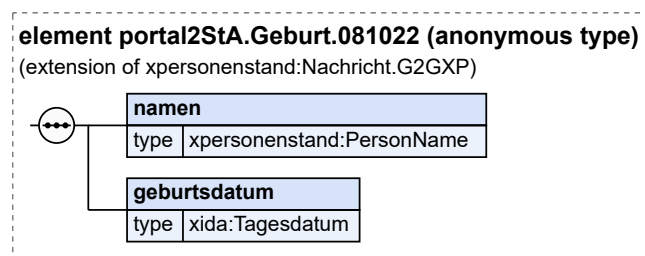 element portal2StA.Geburt.081022 (anonymous type)
(extension of xpersonenstand:Nachricht.G2GXP)
namen
type xpersonenstand:PersonName
geburtsdatum
type xida:Tagesdatum